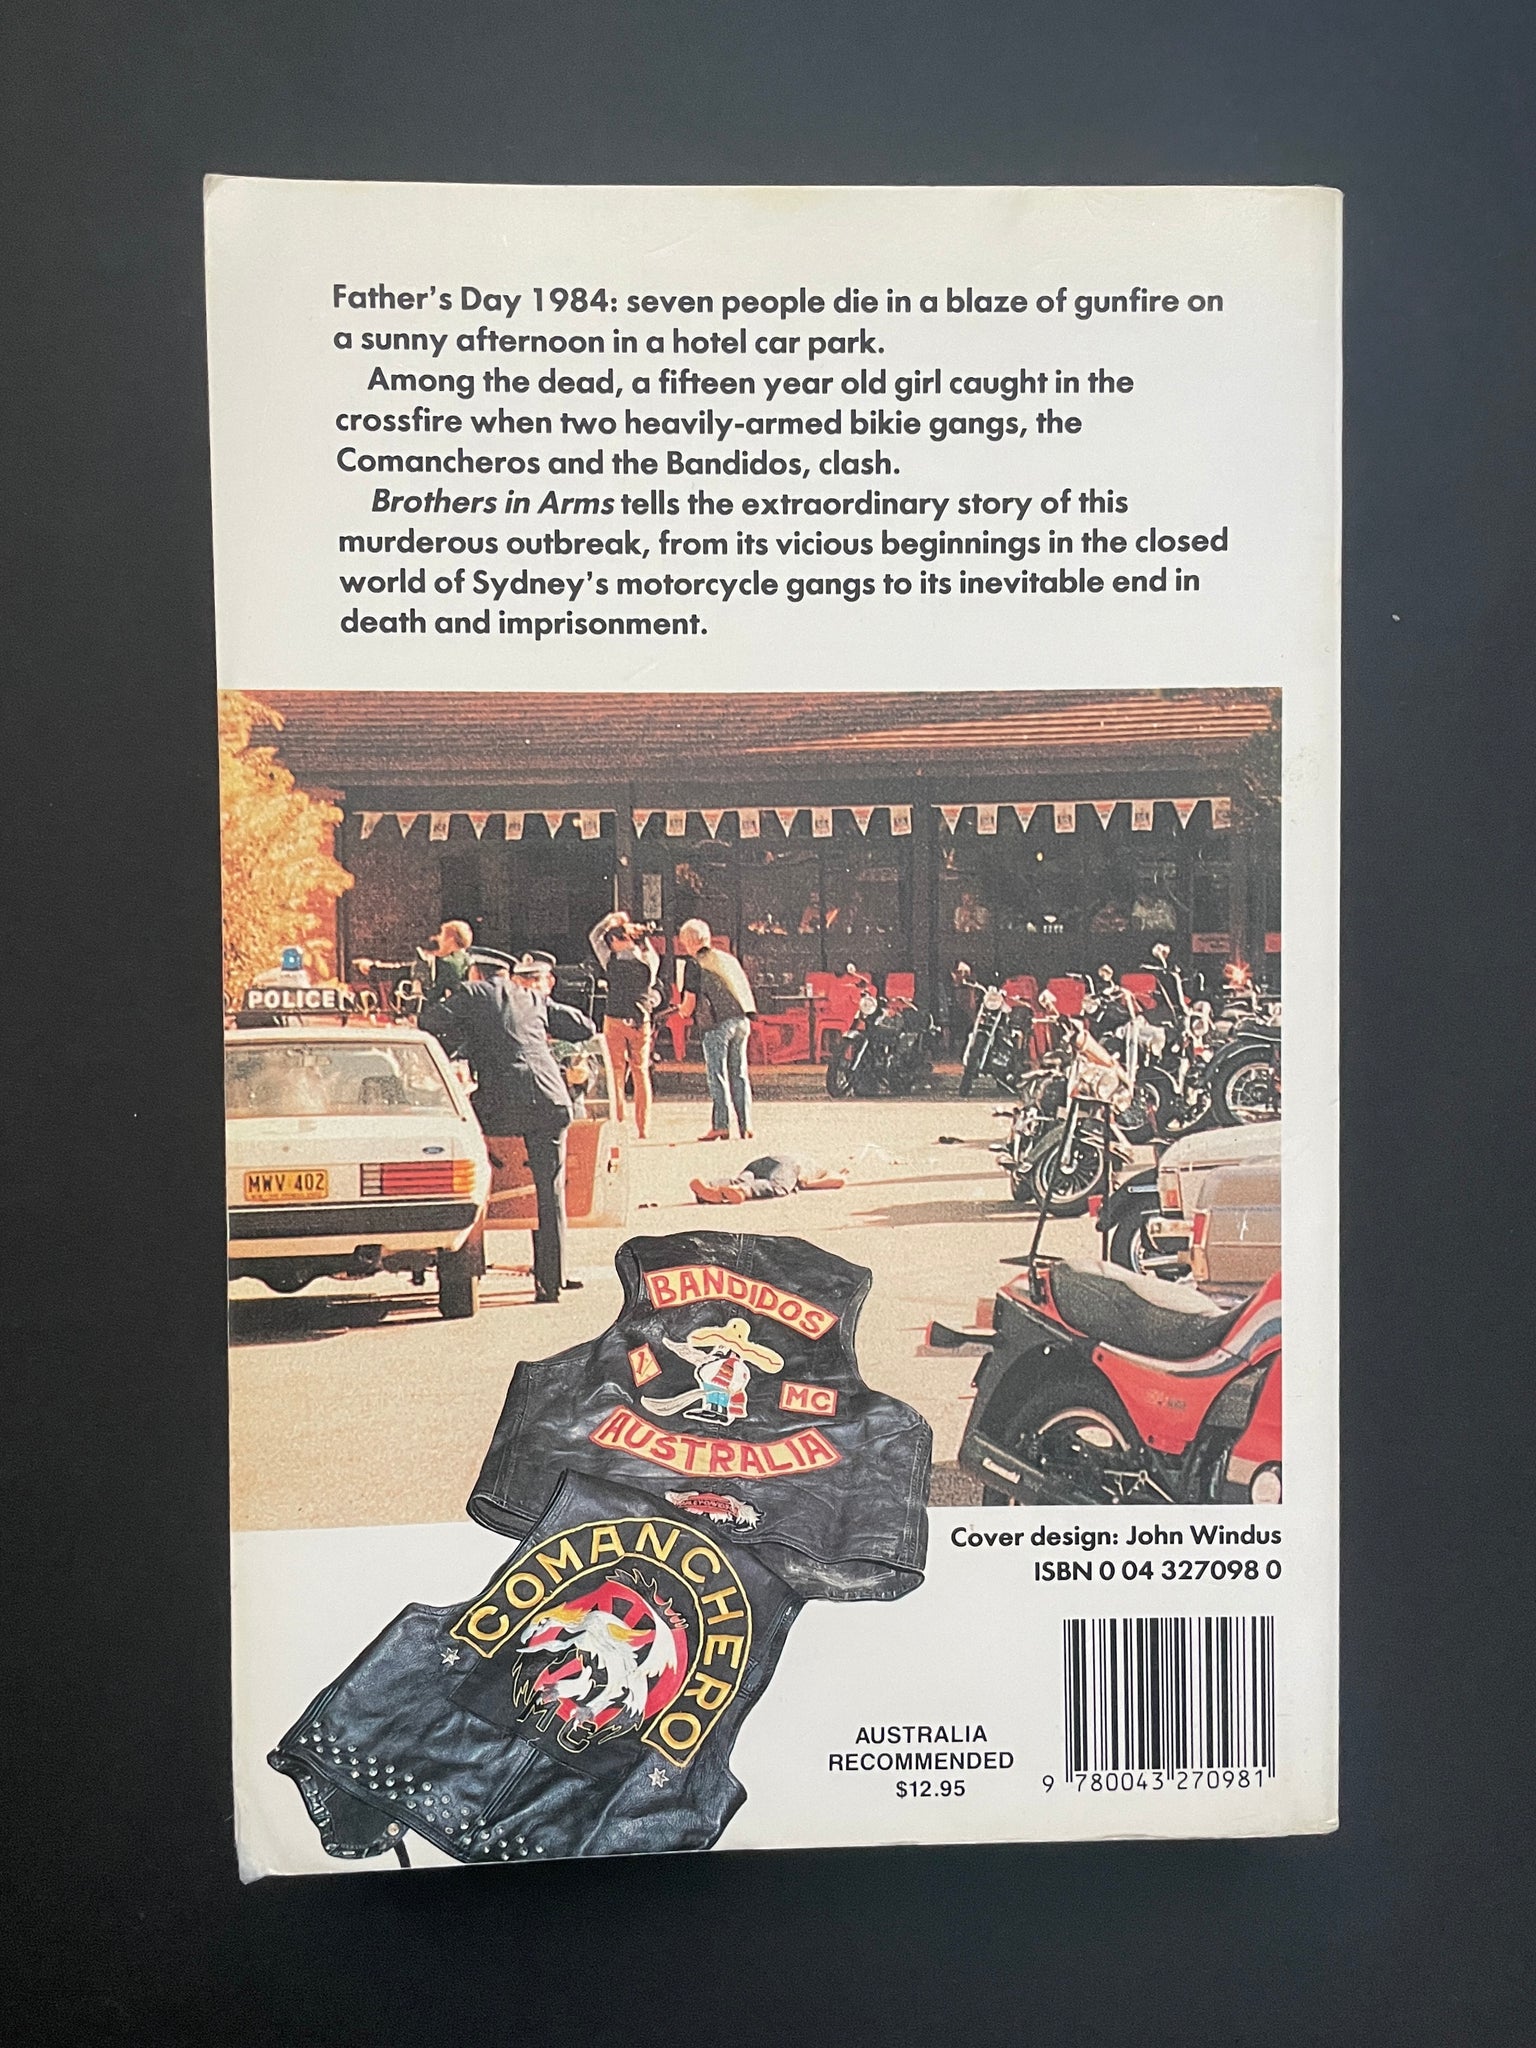 Father's Day 1984: seven people die in a blaze of gunfire on
a sunny afternoon in a hotel car park.
Among the dead, a fifteen year old girl caught in the
crossfire when two heavily-armed bikie gangs, the
Comancheros and the Bandidos, clash.
Brothers in Arms tells the extraordinary story of this
murderous outbreak, from its vicious beginnings in the closed
world of Sydney's motorcycle gangs to its inevitable end in
death and imprisonment.
POLICE
MWV 402
BANDIDOS
MC
AUSTRALIA
COMANCHERO
MC
Cover design: John Windus
ISBN 0 04 327098 0
AUSTRALIA
RECOMMENDED
$12.95
9 780043 270981